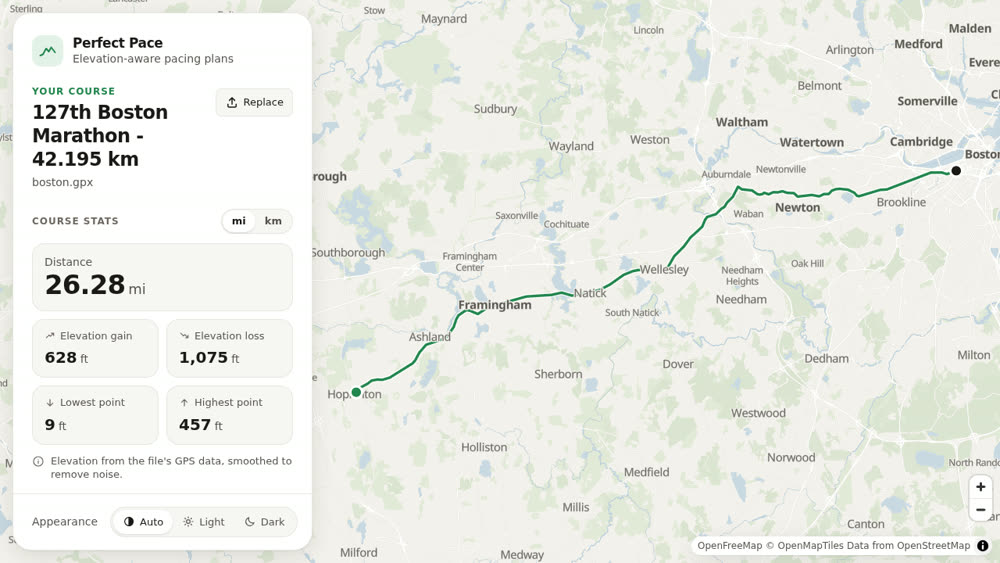 Perfect Pace
Elevation-aware pacing plans
YOUR COURSE
127th Boston
Marathon -
42.195 km
Replace
boston.gpx
COURSE STATS
mi
km
Distance
26.28 mi
Elevation gain
628 ft
Elevation loss
1,075 ft
Lowest point
9 ft
Highest point
457 ft
Elevation from the file's GPS data, smoothed to
remove noise.
Appearance
Auto
Light
Dark
Sterling
Stow
Maynard
Lincoln
Malden
Medford
Arlington
Belmont
Somerville
Sudbury
Waltham
Weston
Watertown
Cambridge
Wayland
Boston
Newtonville
Auburndale
Newton
Waban
Brookline
rough
Saxonville
Cochituate
Southborough
Framingham
Center
Oak Hill
Wellesley
Needham
Heights
Natick
Needham
Framingham
South Natick
Ashland
Dedham
Milton
Dover
Sherborn
Westwood
Holliston
Norwood
North Rando
Medfield
Millis
Canton
Milford
Medway
OpenFreeMap © OpenMapTiles Data from OpenStreetMap